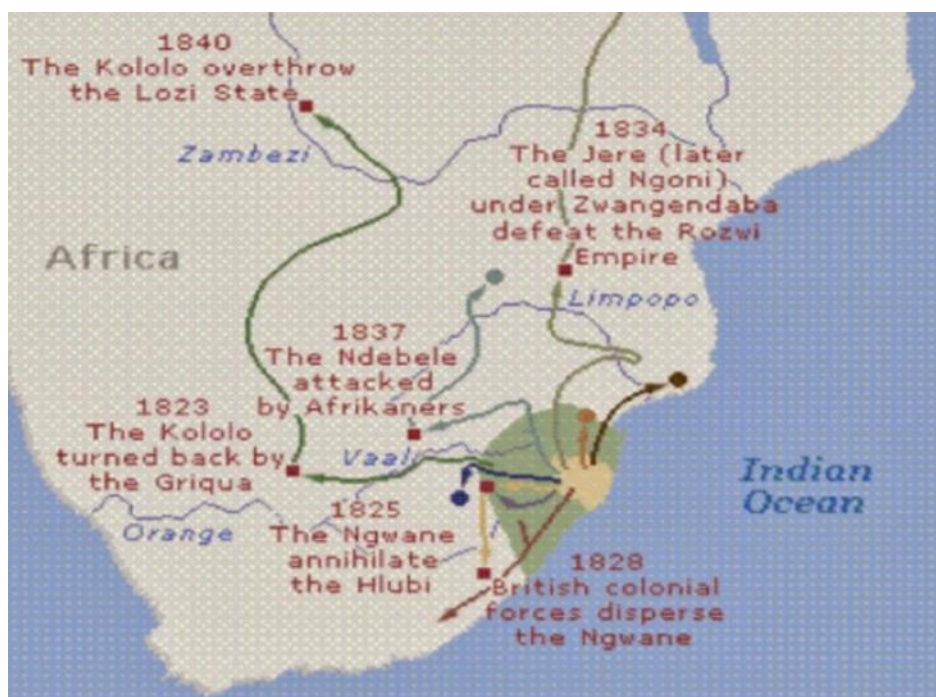 1840
The Kololo overthrow
the Lozi State
Zambezi
1834
The Jere (later
called Ngoni)
under Zwangendaba
defeat the Rozwi
Empire
Africa
Limpopo
1837
The Ndebele
attacked
by Afrikaners
1823
The Kololo
turned back by
the Griqua
Vaal
Indian
Ocean
Orange
1825
The Ngwane
annihilate
the Hlubi
1828
British colonial
forces disperse
the Ngwane